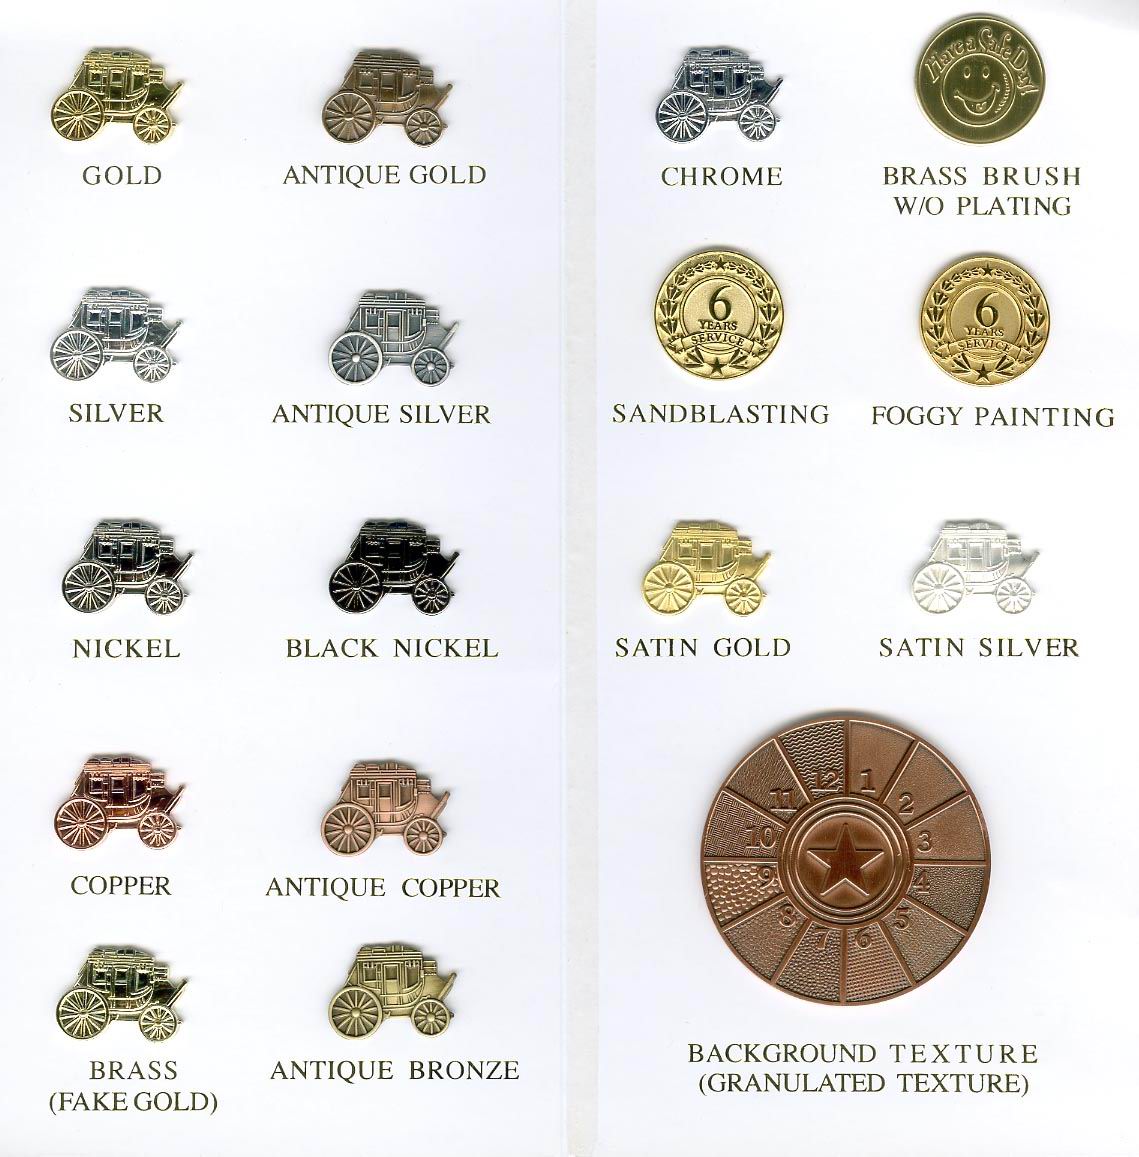 GOLD
ANTIQUE GOLD
SILVER
ANTIQUE SILVER
NICKEL
BLACK NICKEL
COPPER
ANTIQUE COPPER
BRASS
(FAKE GOLD)
ANTIQUE BRONZE
CHROME
Have a Safe Day
BRASS BRUSH
W/O PLATING
6
YEARS
SERVICE
SANDBLASTING
6
YEARS
SERVICE
FOGGY PAINTING
SATIN GOLD
SATIN SILVER
12 1
11 2
10 3
9 4
8 5
7 6
BACKGROUND TEXTURE
(GRANULATED TEXTURE)